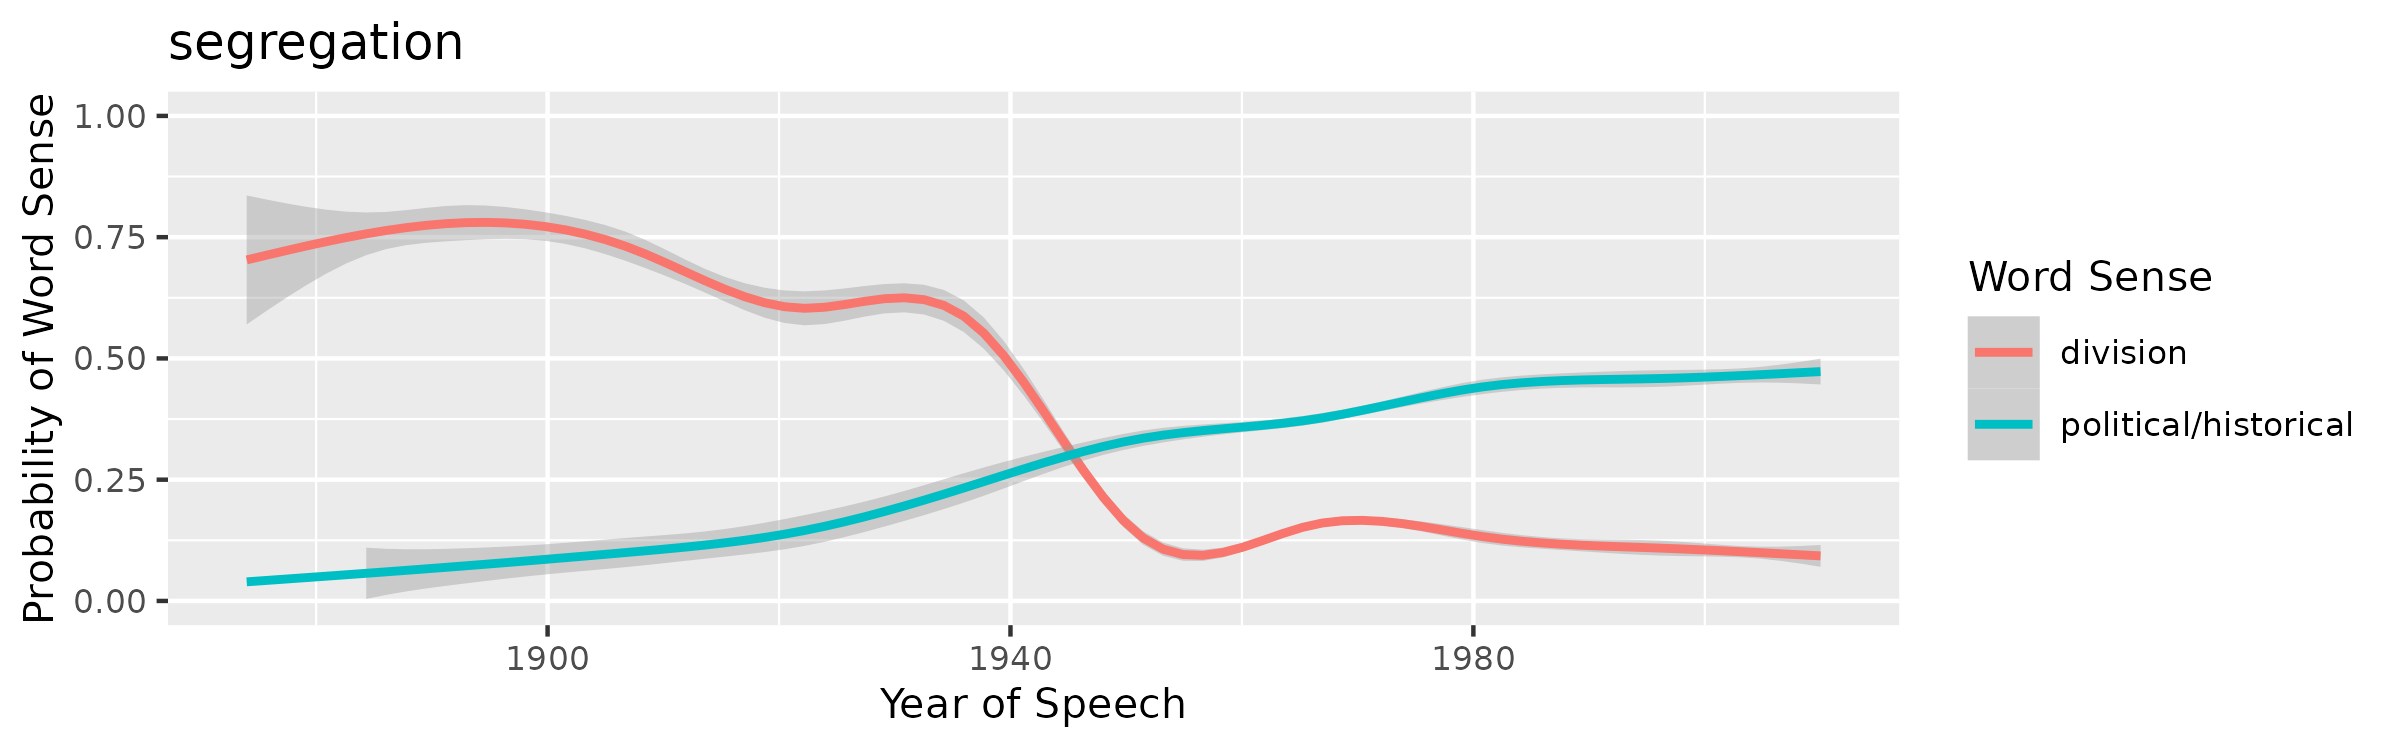 segregation
Probability of Word Sense
1.00
0.75
0.50
0.25
0.00
1900
1940
1980
Year of Speech
Word Sense
division
political/historical